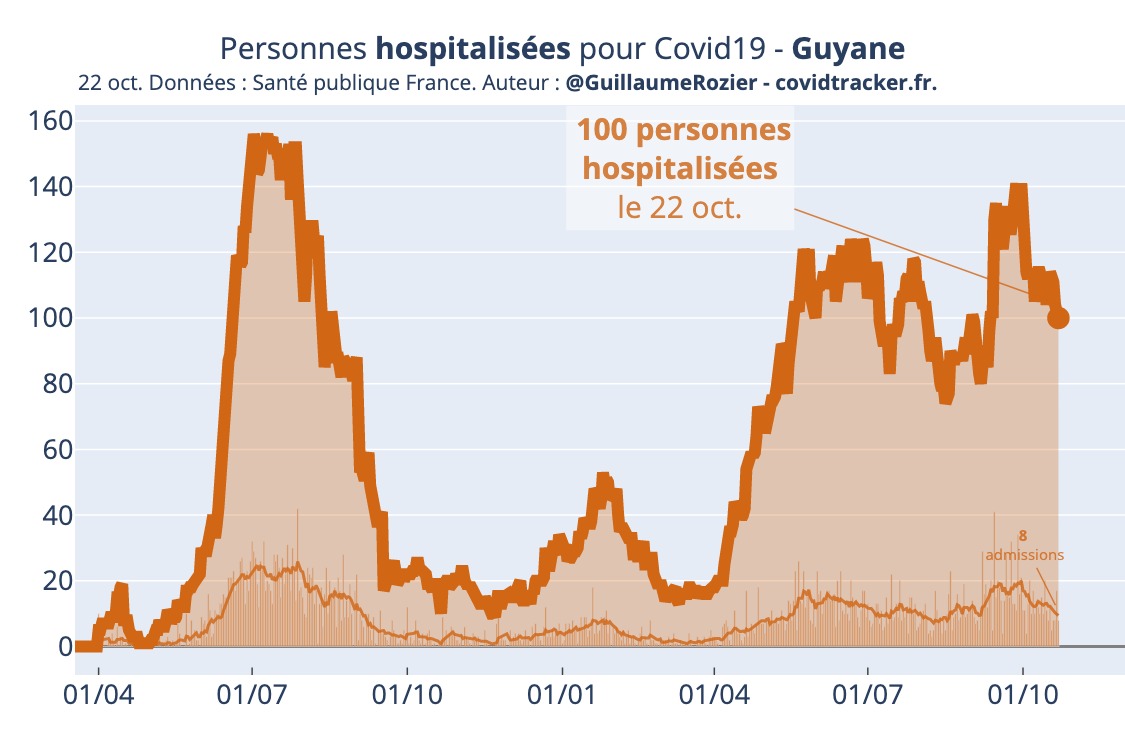 Personnes hospitalisées pour Covid19 - Guyane
22 oct. Données : Santé publique France. Auteur : @GuillaumeRozier - covidtracker.fr.
160
100 personnes
hospitalisées
le 22 oct.
140
120
100
80
60
40
8
admissions
20
0
01/04 01/07 01/10 01/01 01/04 01/07 01/10